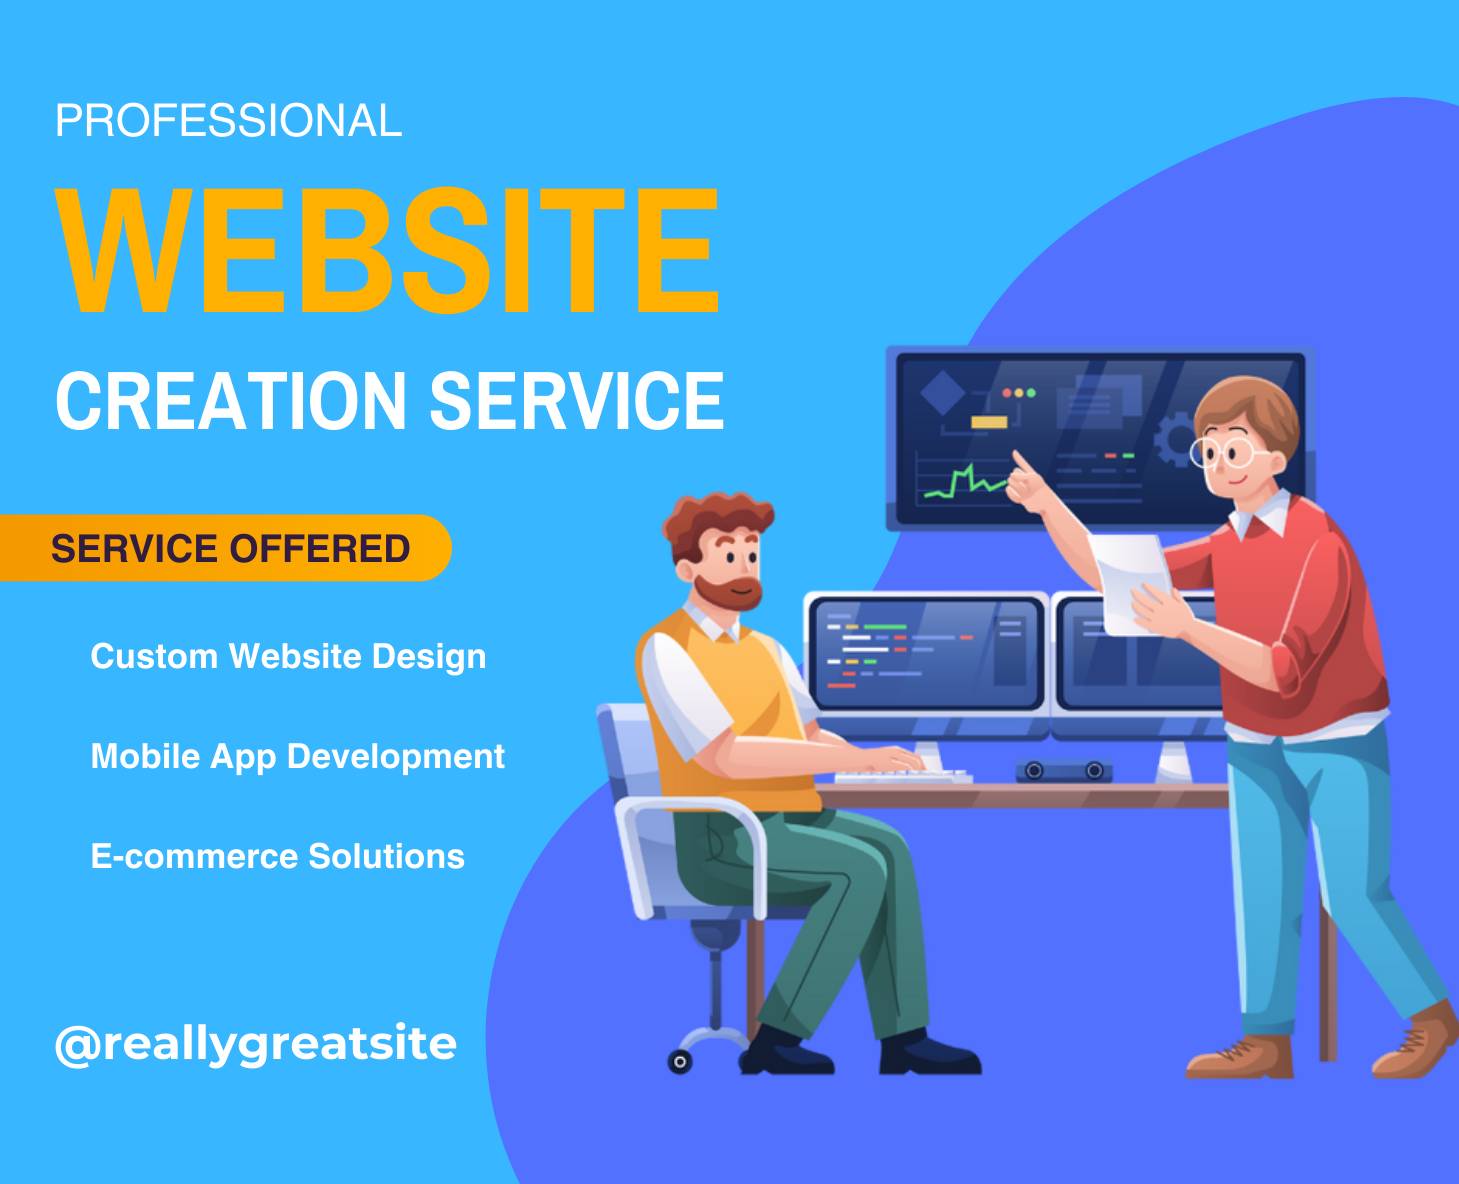 PROFESSIONAL
WEBSITE
CREATION SERVICE
SERVICE OFFERED
Custom Website Design
Mobile App Development
E-commerce Solutions
@reallygreatsite